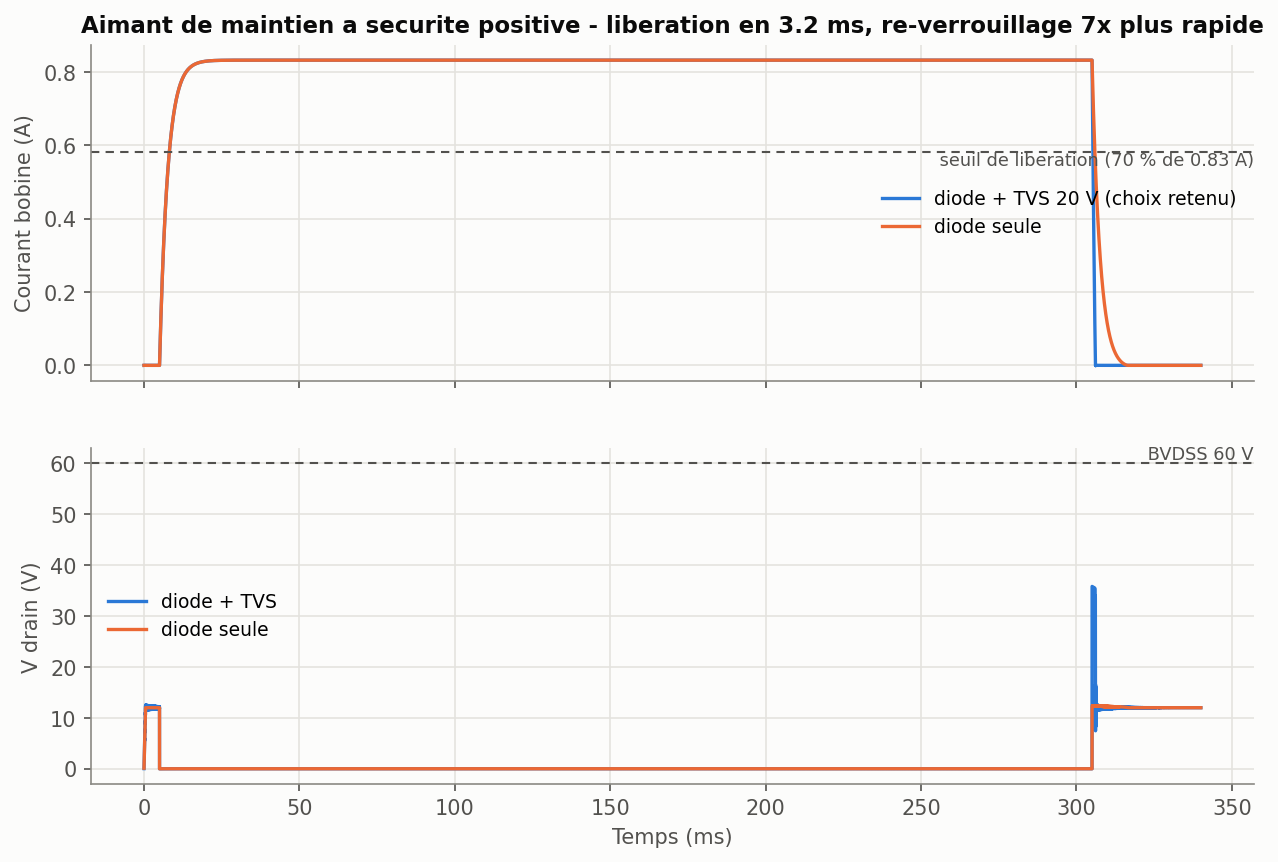 Aimant de maintien a securite positive - liberation en 3.2 ms, re-verrouillage 7x plus rapide
Courant bobine (A)
0.8
0.6
0.4
0.2
0.0
seuil de liberation (70 % de 0.83 A)
diode + TVS 20 V (choix retenu)
diode seule
V drain (V)
60
50
40
30
20
10
0
BVDSS 60 V
diode + TVS
diode seule
0 50 100 150 200 250 300 350
Temps (ms)